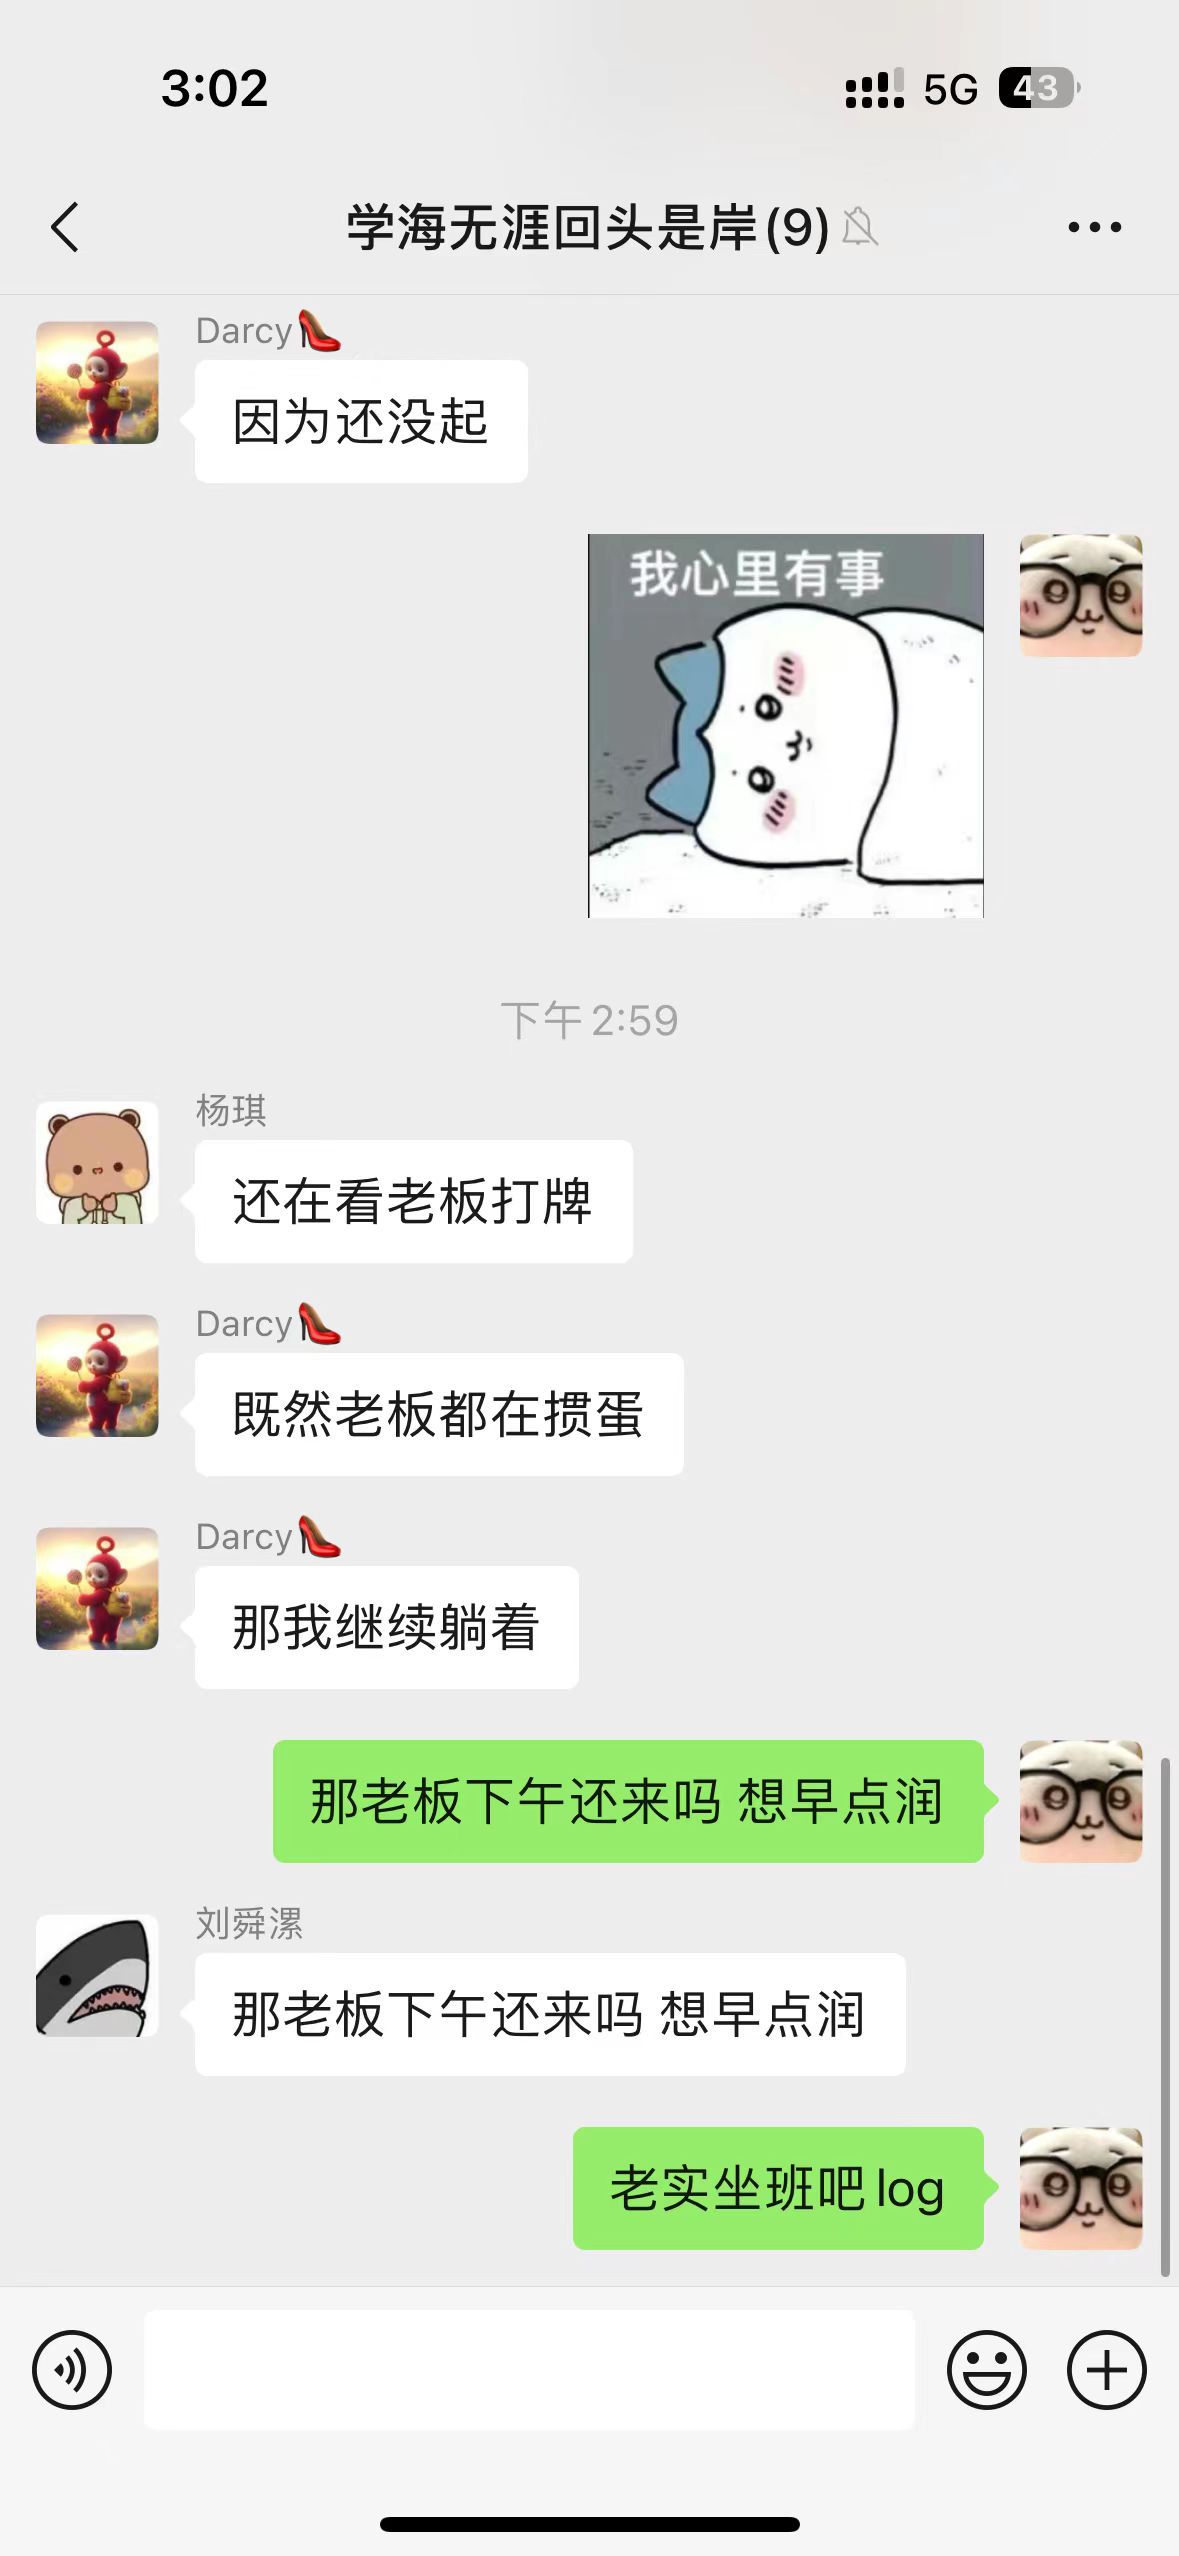 3:02
5G
43
学海无涯回头是岸(9)
Darcy👠
因为还没起
我心里有事
下午 2:59
杨琪
还在看老板打牌
Darcy👠
既然老板都在掼蛋
Darcy👠
那我继续躺着
那老板下午还来吗 想早点润
刘舜漯
那老板下午还来吗 想早点润
老实坐班吧log